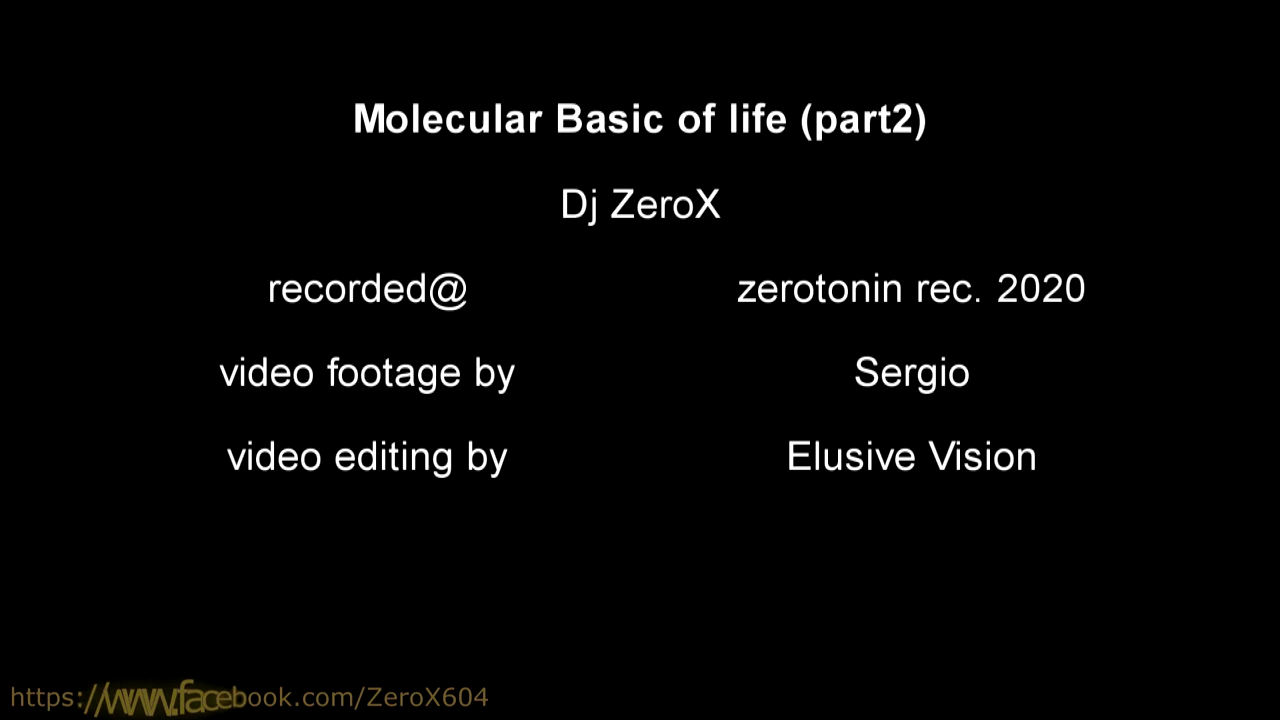 Molecular Basic of life (part2)
Dj ZeroX
recorded@ zerotonin rec. 2020
video footage by Sergio
video editing by Elusive Vision
https://www.facebook.com/ZeroX604